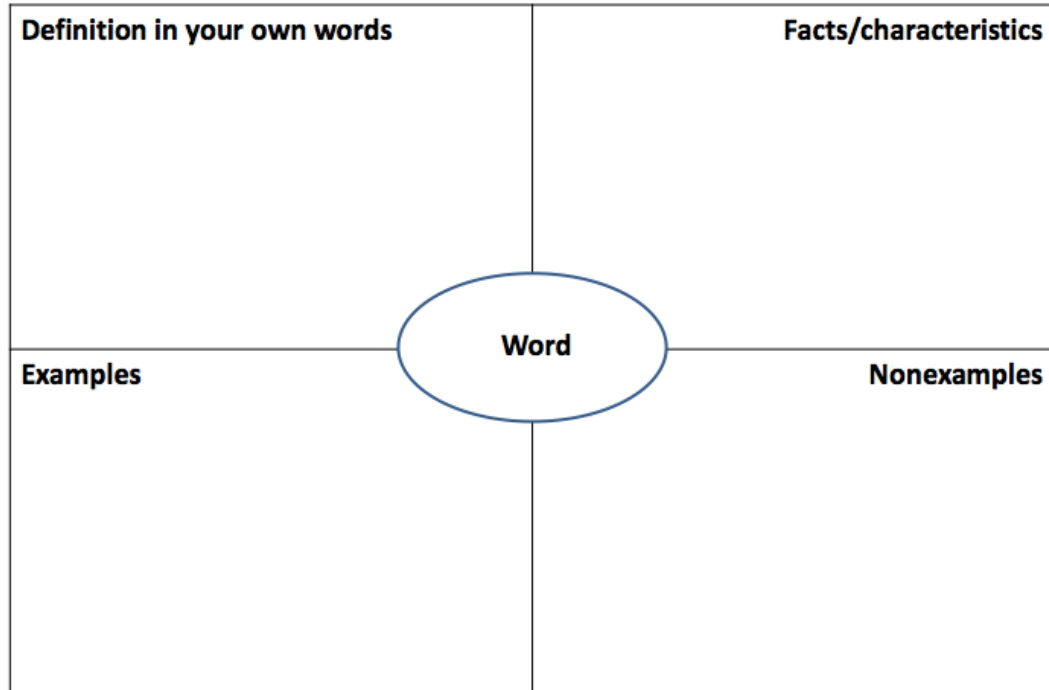 Definition in your own words
Facts/characteristics
Word
Examples
Nonexamples